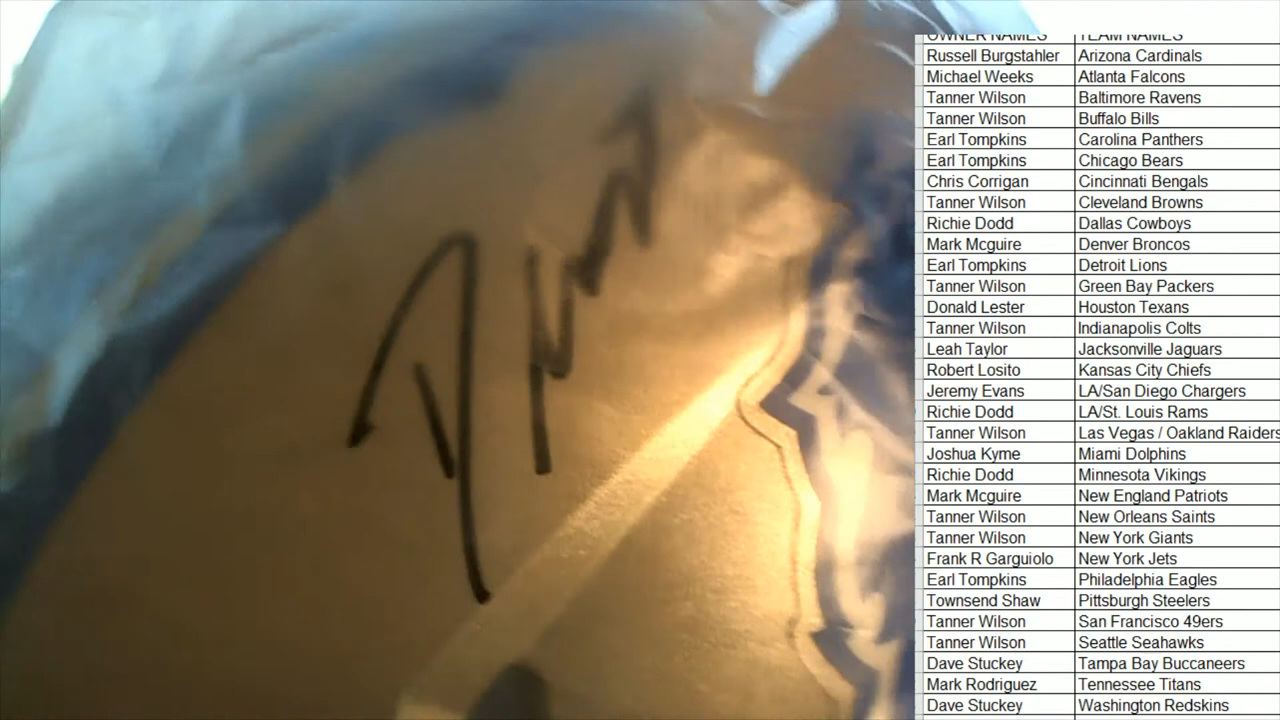 OWNER NAMES TEAM NAMES
Russell Burgstahler Arizona Cardinals
Michael Weeks Atlanta Falcons
Tanner Wilson Baltimore Ravens
Tanner Wilson Buffalo Bills
Earl Tompkins Carolina Panthers
Earl Tompkins Chicago Bears
Chris Corrigan Cincinnati Bengals
Tanner Wilson Cleveland Browns
Richie Dodd Dallas Cowboys
Mark Mcguire Denver Broncos
Earl Tompkins Detroit Lions
Tanner Wilson Green Bay Packers
Donald Lester Houston Texans
Tanner Wilson Indianapolis Colts
Leah Taylor Jacksonville Jaguars
Robert Losito Kansas City Chiefs
Jeremy Evans LA/San Diego Chargers
Richie Dodd LA/St. Louis Rams
Tanner Wilson Las Vegas / Oakland Raiders
Joshua Kyme Miami Dolphins
Richie Dodd Minnesota Vikings
Mark Mcguire New England Patriots
Tanner Wilson New Orleans Saints
Tanner Wilson New York Giants
Frank R Garguiolo New York Jets
Earl Tompkins Philadelphia Eagles
Townsend Shaw Pittsburgh Steelers
Tanner Wilson San Francisco 49ers
Tanner Wilson Seattle Seahawks
Dave Stuckey Tampa Bay Buccaneers
Mark Rodriguez Tennessee Titans
Dave Stuckey Washington Redskins